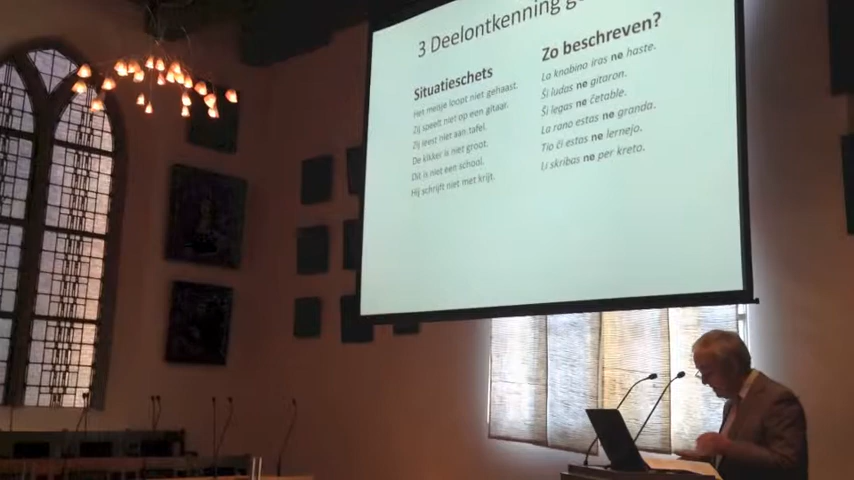 3 Deelontkenning
Situatieschets
Het meisje loopt niet gehaast.
Zij speelt niet op een gitaar.
Zij leest niet aan tafel.
De kikker is niet groot.
Dit is niet een school.
Hij schrijft niet met krijt.
Zo beschreven?
La knabino iras ne haste.
Ŝi ludas ne gitaron.
Ŝi legas ne ĉetable.
La rano estas ne granda.
Tio ĉi estas ne lernejo.
Li skribas ne per kreto.